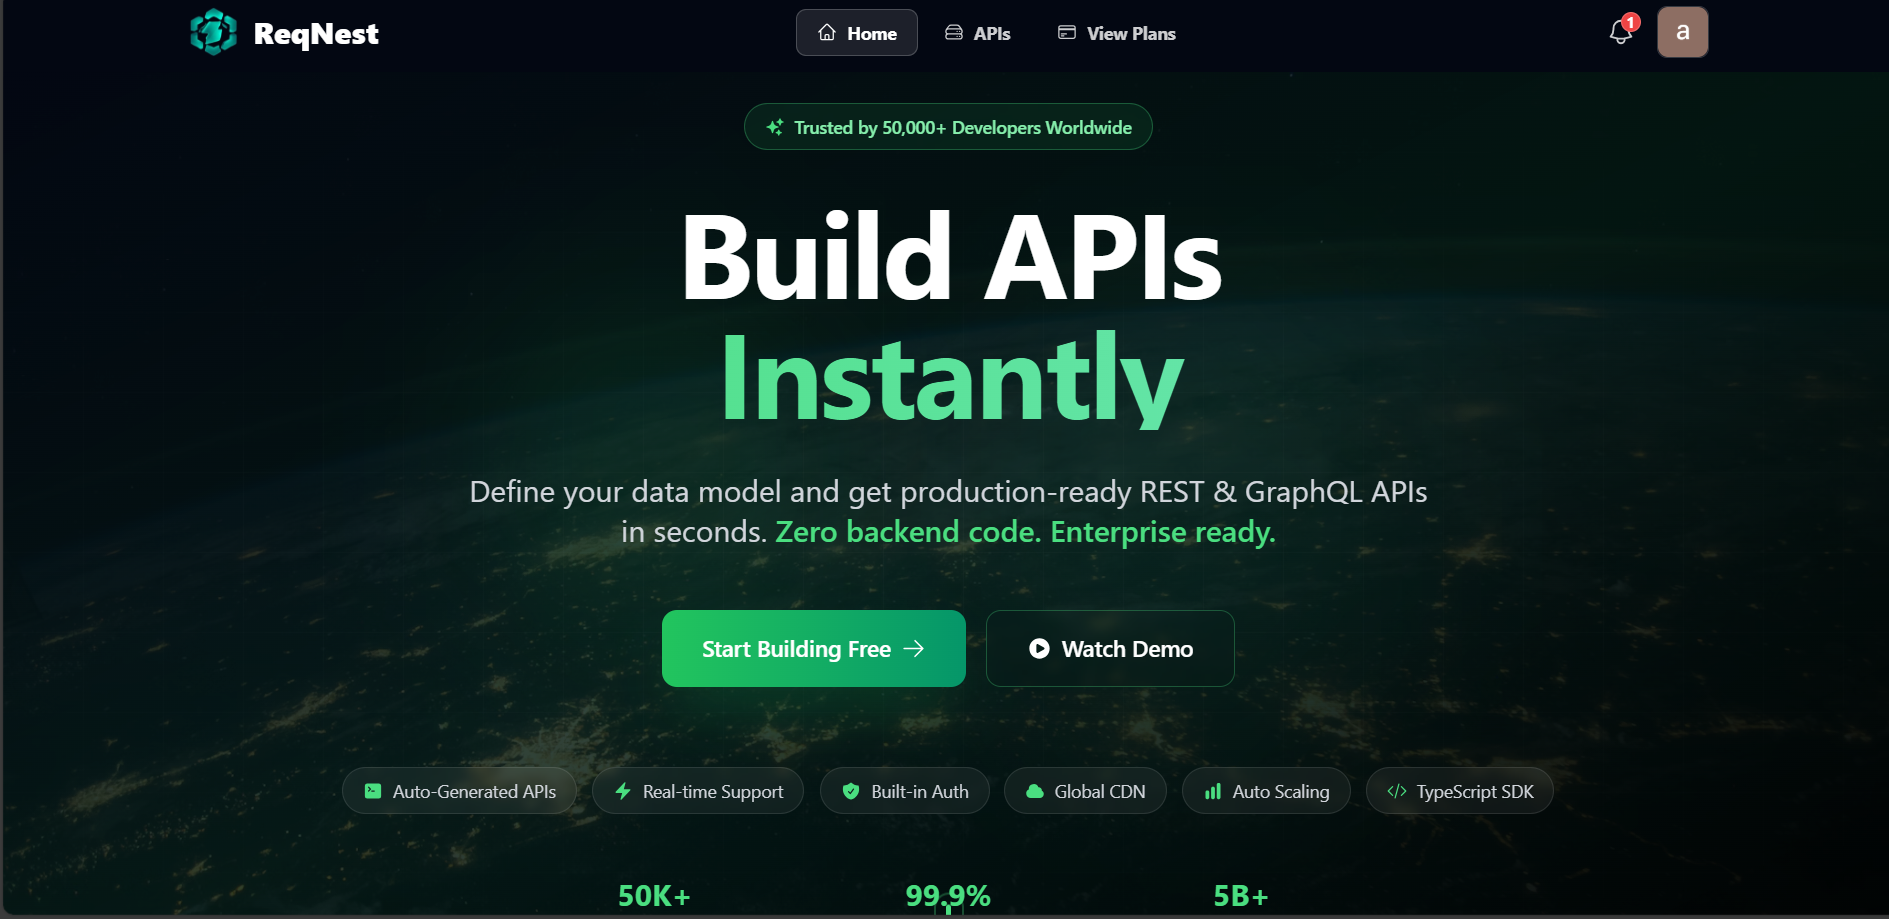 ReqNest
Home
APIs
View Plans
1
a
Trusted by 50,000+ Developers Worldwide
Build APIs
Instantly
Define your data model and get production-ready REST & GraphQL APIs
in seconds. Zero backend code. Enterprise ready.
Start Building Free
Watch Demo
Auto-Generated APIs
Real-time Support
Built-in Auth
Global CDN
Auto Scaling
TypeScript SDK
50K+
99.9%
5B+